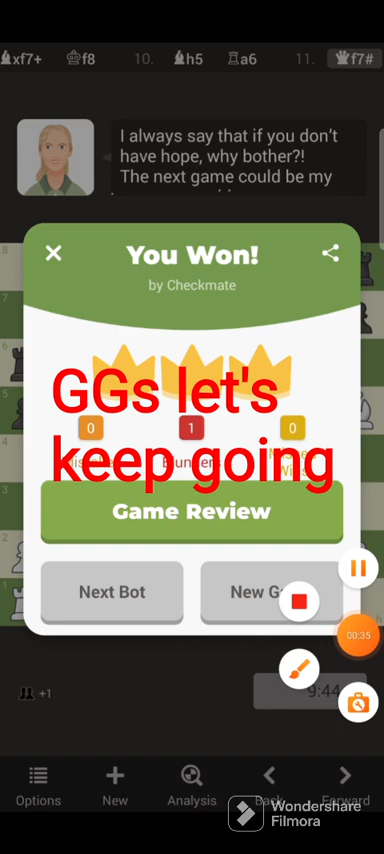 xf7+ f8 10. h5 a6 11. f7#
I always say that if you don't
have hope, why bother?!
The next game could be my
You Won!
by Checkmate
GGs let's
0 1 0
keep going
Game Review
Next Bot New
00:35
+1 9:44
Options New Analysis Back Forward
Wondershare
Filmora